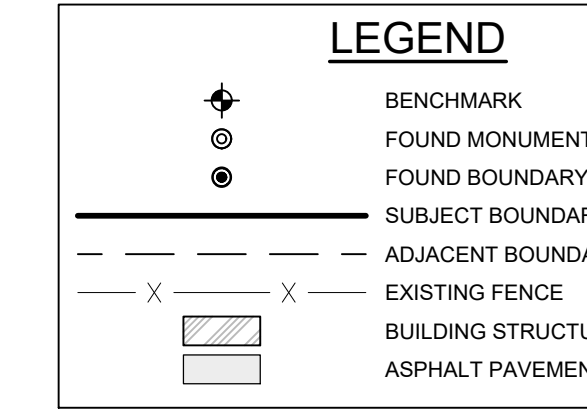 LEGEND
BENCHMARK
FOUND MONUMENT
FOUND BOUNDARY
SUBJECT BOUNDAR
ADJACENT BOUNDA
EXISTING FENCE
BUILDING STRUCTU
ASPHALT PAVEMEN